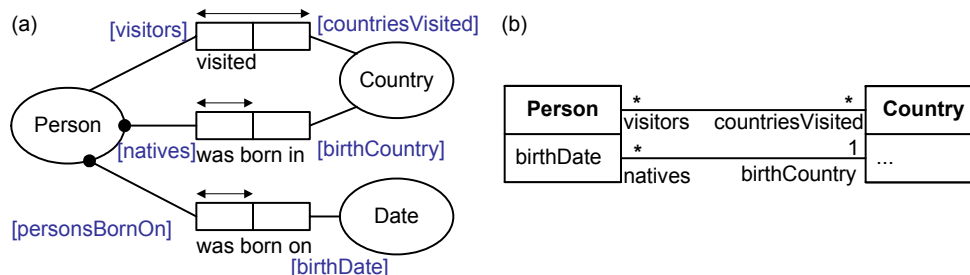 (a)
[visitors]
[countriesVisited]
visited
Country
Person
[natives]
was born in
[birthCountry]
Date
[personsBornOn]
was born on
[birthDate]
(b)
Person
*
*
Country
visitors
countriesVisited
birthDate
*
1
...
natives
birthCountry